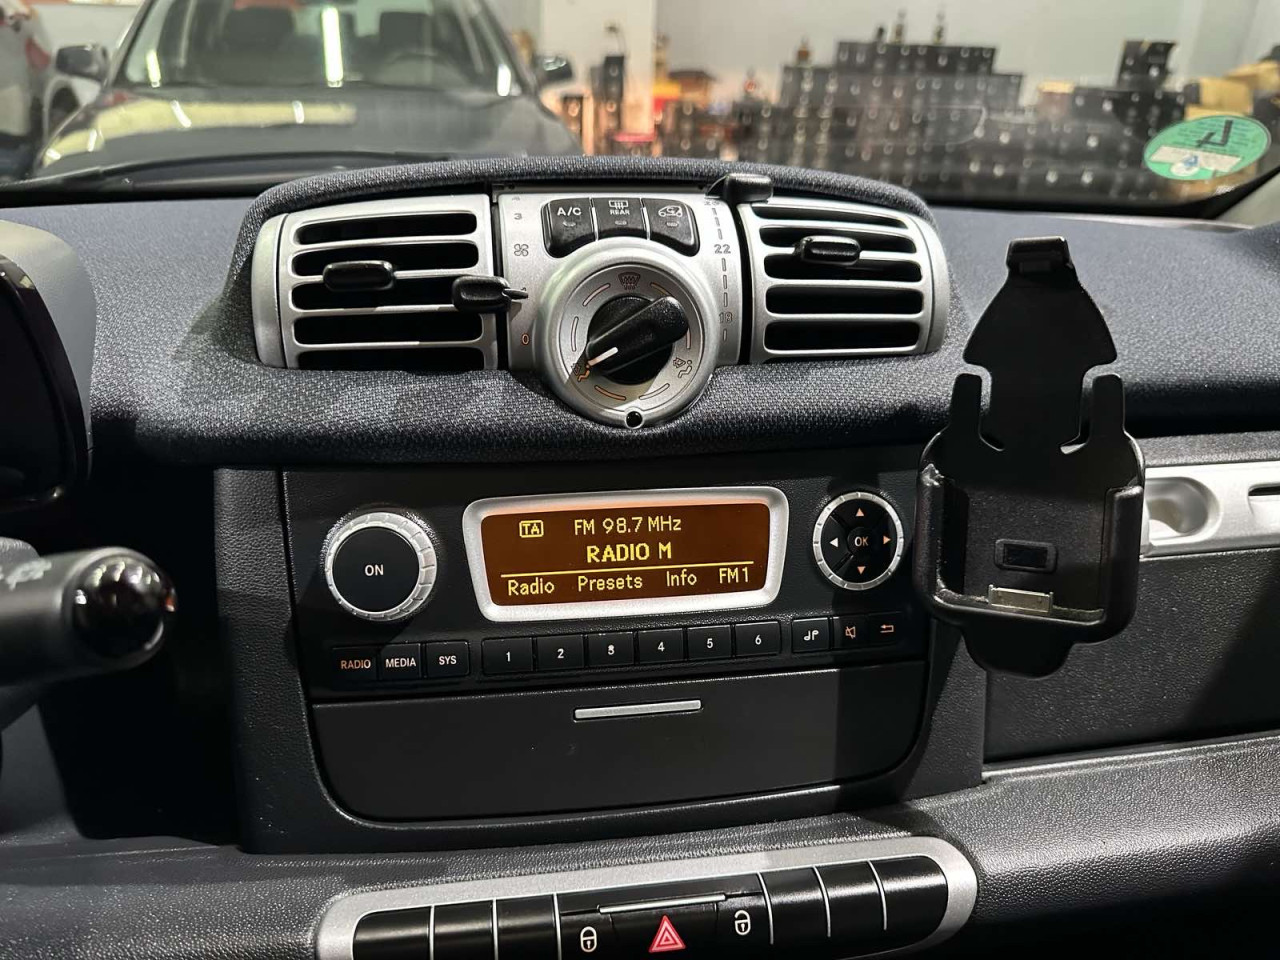 A/C
REAR
3
22
18
0
ON
TA
FM 98.7 MHz
RADIO M
Radio Presets Info FM1
OK
RADIO MEDIA SYS 1 2 3 4 5 6